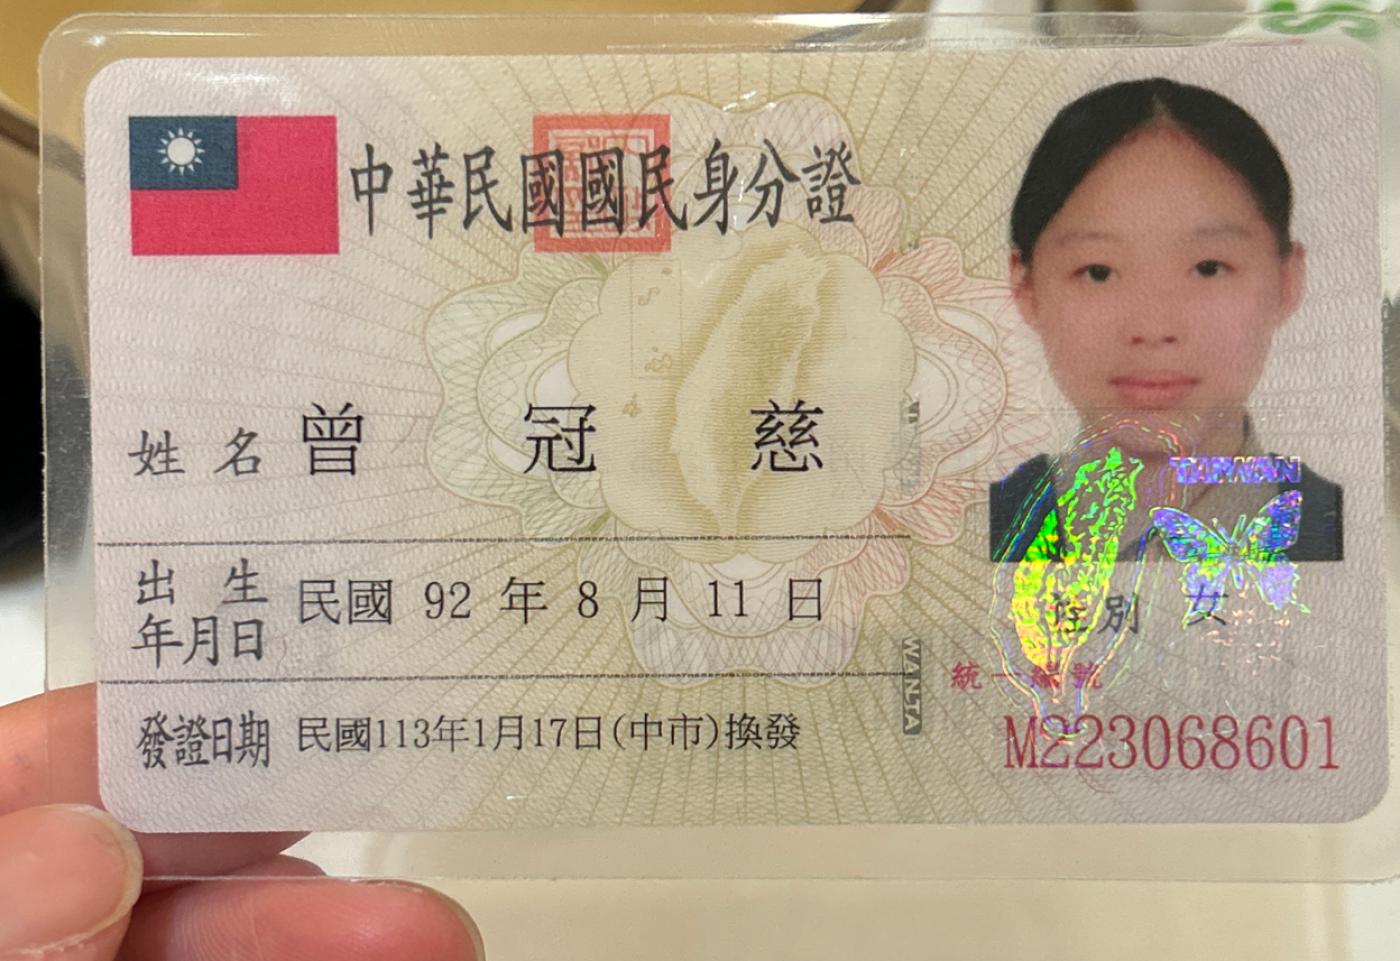 中華民國國民身分證
姓名 曾冠慈
出生年月日 民國 92 年 8 月 11 日
性別 女
發證日期 民國113年1月17日(中市)換發
統一編號
M223068601
TAIWAN